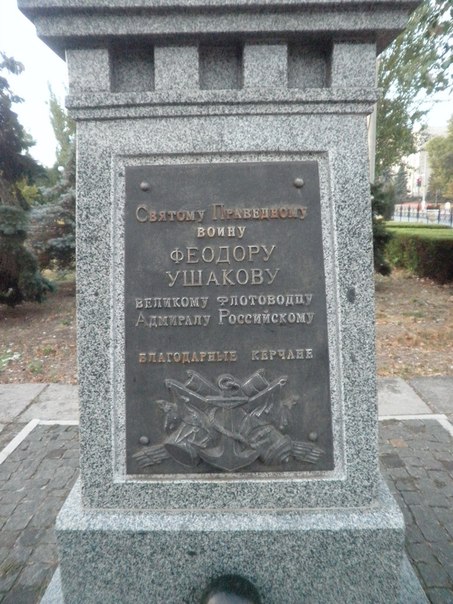 Святому Праведному
воину
Феодору
Ушакову
великому флотоводцу
Адмиралу Российскому
благодарные керчане